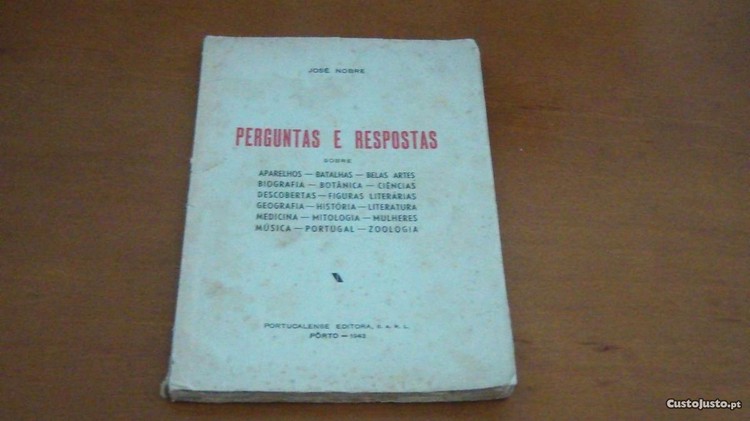 JOSÉ NOBRE
PERGUNTAS E RESPOSTAS
SOBRE
APARELHOS — BATALHAS — BELAS ARTES
BIOGRAFIA — BOTÂNICA — CIÊNCIAS
DESCOBERTAS — FIGURAS LITERÁRIAS
GEOGRAFIA — HISTÓRIA — LITERATURA
MEDICINA — MITOLOGIA — MULHERES
MÚSICA — PORTUGAL — ZOOLOGIA
PORTUCALENSE EDITORA, S. A. R. L.
PÔRTO — 1943
CustoJusto.pt